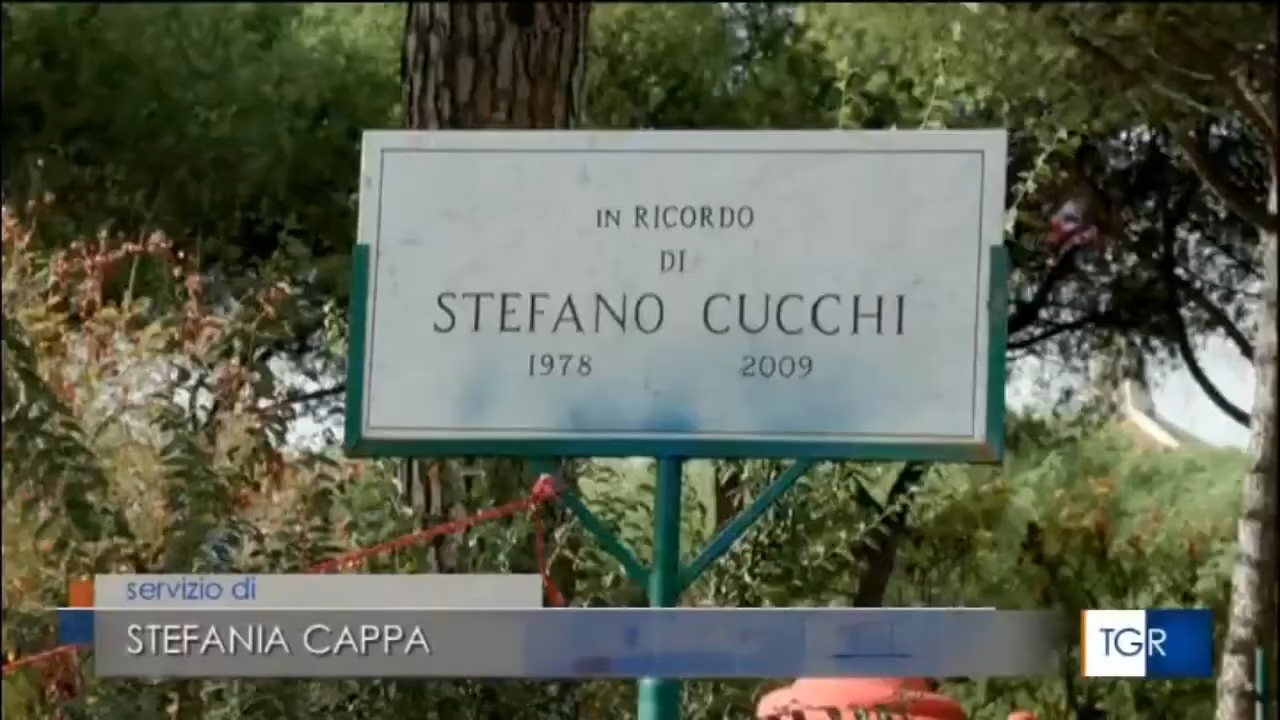 IN RICORDO
DI
STEFANO CUCCHI
1978 2009
servizio di
STEFANIA CAPPA
TGR